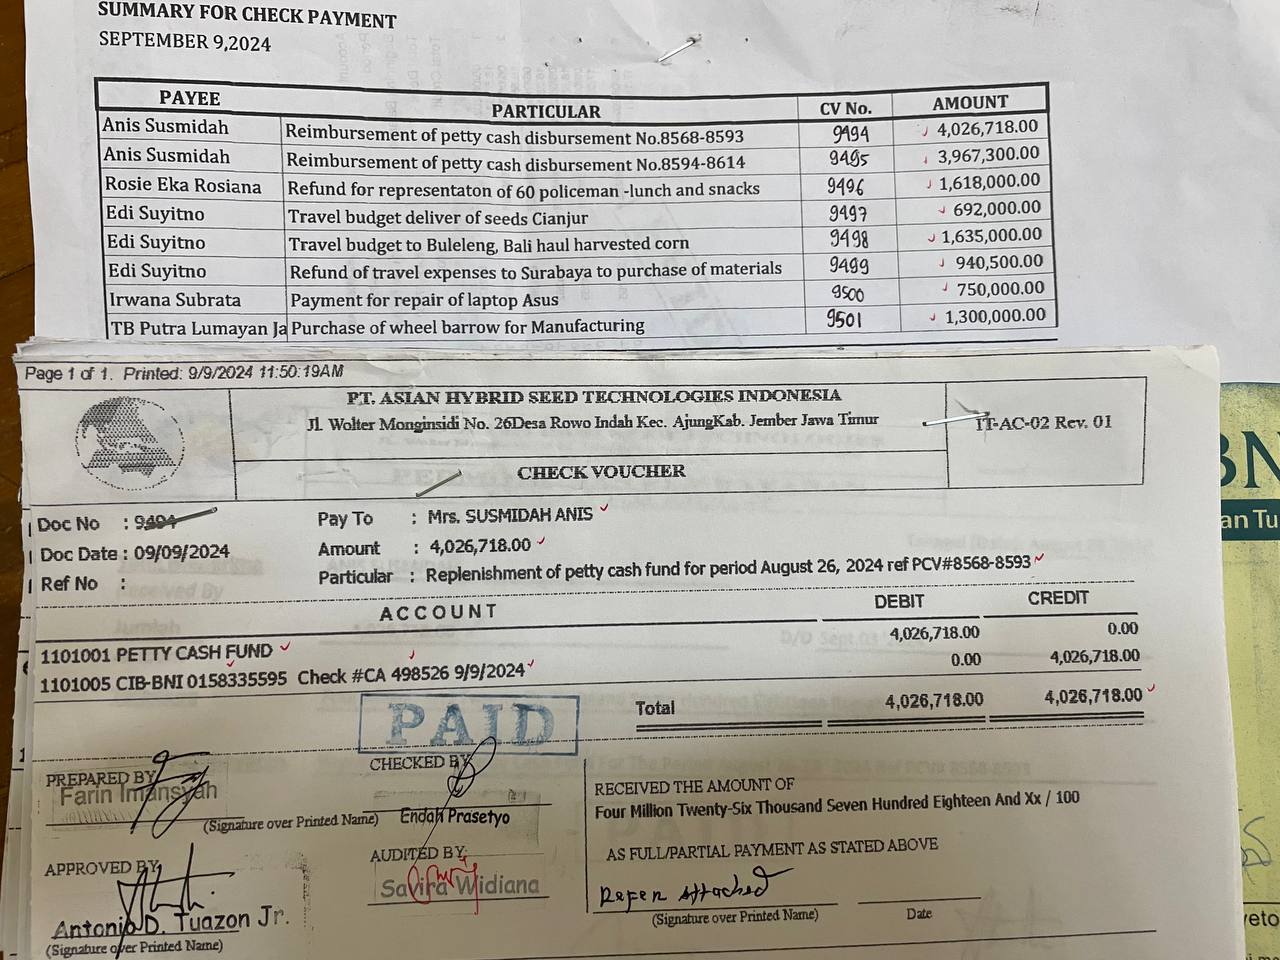 SUMMARY FOR CHECK PAYMENT
SEPTEMBER 9,2024
PAYEE PARTICULAR CV No. AMOUNT
Anis Susmidah Reimbursement of petty cash disbursement No.8568-8593 9494 4,026,718.00
Anis Susmidah Reimbursement of petty cash disbursement No.8594-8614 9495 3,967,300.00
Rosie Eka Rosiana Refund for representaton of 60 policeman -lunch and snacks 9496 1,618,000.00
Edi Suyitno Travel budget deliver of seeds Cianjur 9497 692,000.00
Edi Suyitno Travel budget to Buleleng, Bali haul harvested corn 9498 1,635,000.00
Edi Suyitno Refund of travel expenses to Surabaya to purchase of materials 9499 940,500.00
Irwana Subrata Payment for repair of laptop Asus 9500 750,000.00
TB Putra Lumayan Ja Purchase of wheel barrow for Manufacturing 9501 1,300,000.00
Page 1 of 1. Printed: 9/9/2024 11:50:19AM
PT. ASIAN HYBRID SEED TECHNOLOGIES INDONESIA
Jl. Wolter Monginsidi No. 26Desa Rowo Indah Kec. AjungKab. Jember Jawa Timur
IT-AC-02 Rev. 01
CHECK VOUCHER
Doc No : 9494 Pay To : Mrs. SUSMIDAH ANIS
Doc Date : 09/09/2024 Amount : 4,026,718.00
Ref No : Particular : Replenishment of petty cash fund for period August 26, 2024 ref PCV#8568-8593
ACCOUNT DEBIT CREDIT
1101001 PETTY CASH FUND 4,026,718.00 0.00
1101005 CIB-BNI 0158335595 Check #CA 498526 9/9/2024 0.00 4,026,718.00
Total 4,026,718.00 4,026,718.00
PAID
PREPARED BY
Farin Imansyah
(Signature over Printed Name)
CHECKED BY
Endah Prasetyo
RECEIVED THE AMOUNT OF
Four Million Twenty-Six Thousand Seven Hundred Eighteen And Xx / 100
APPROVED BY
Antonio D. Tuazon Jr.
(Signature over Printed Name)
AUDITED BY:
Savira Widiana
AS FULL/PARTIAL PAYMENT AS STATED ABOVE
Refer attached
(Signature over Printed Name) Date
BN
an Tu